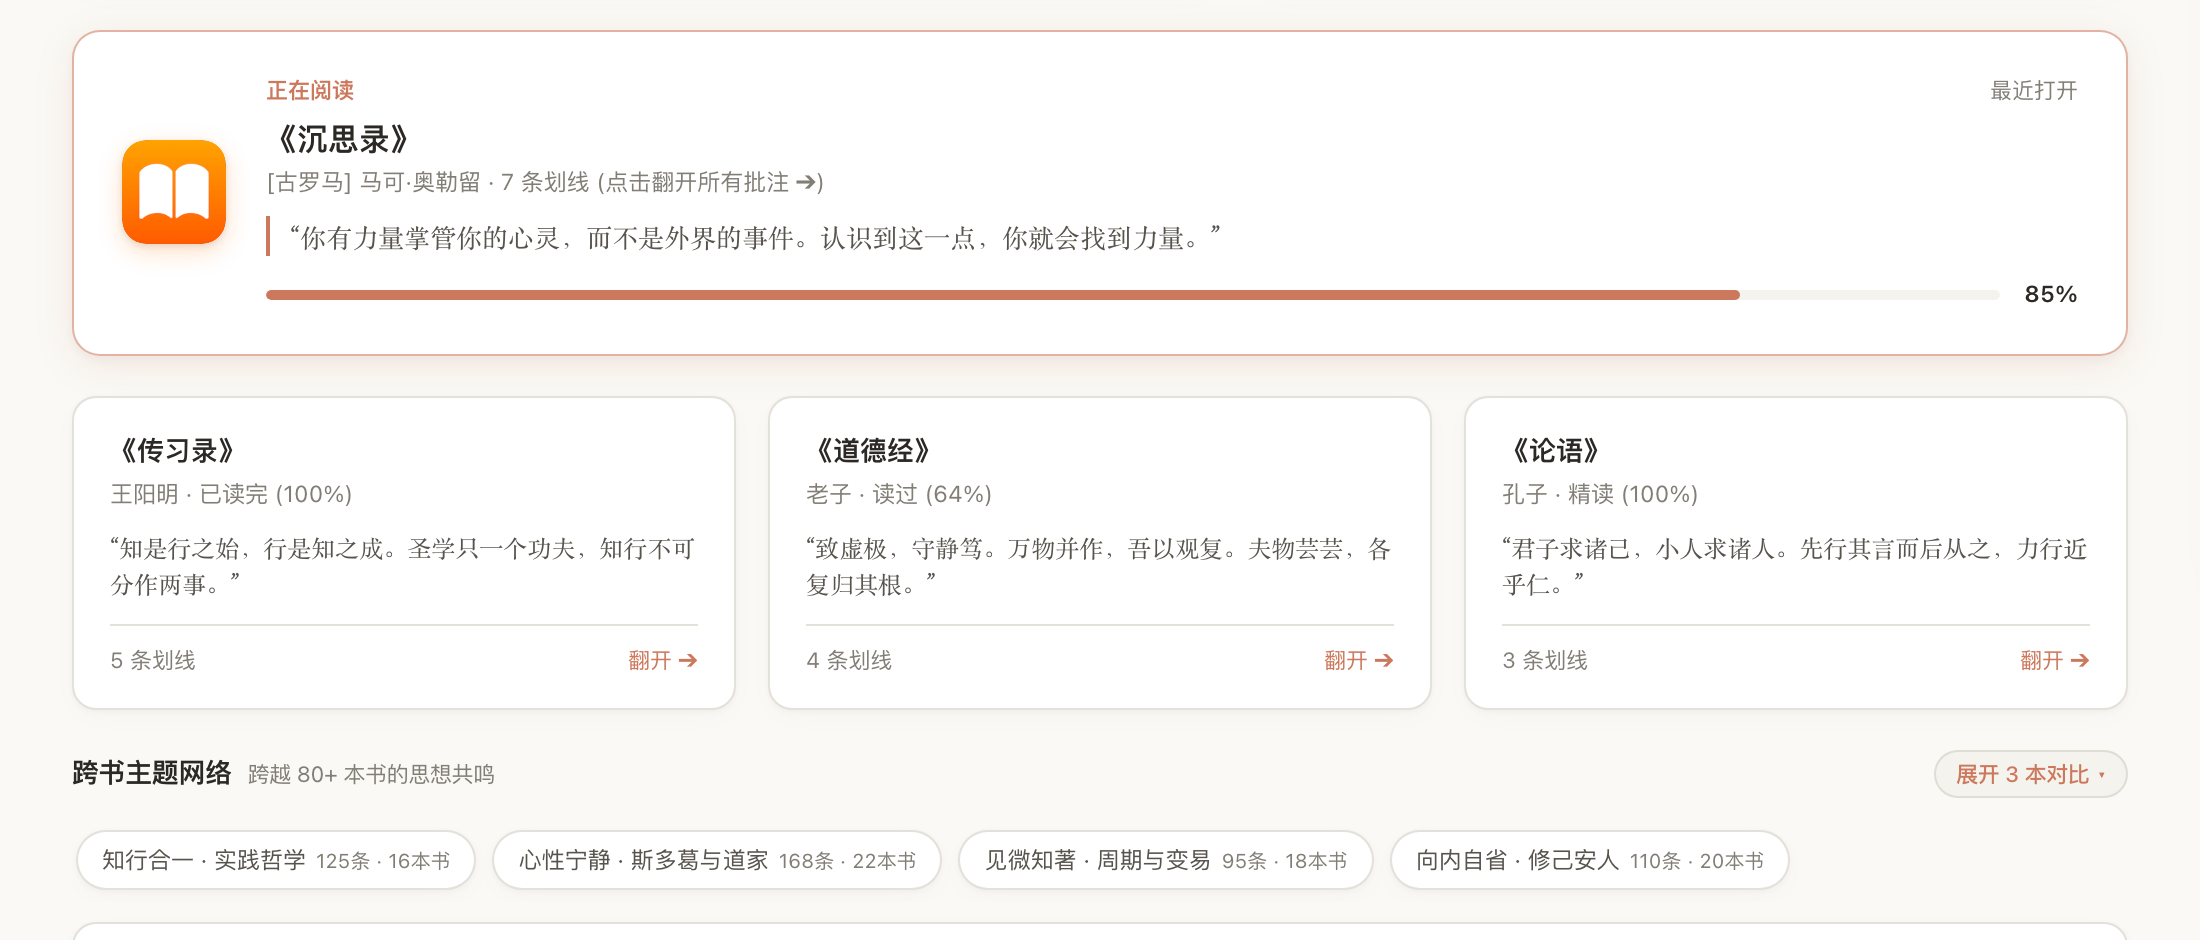 正在阅读
最近打开
《沉思录》
[古罗马] 马可·奥勒留 · 7 条划线 (点击翻开所有批注 ➔)
“你有力量掌管你的心灵，而不是外界的事件。认识到这一点，你就会找到力量。”
85%
《传习录》
王阳明 · 已读完 (100%)
“知是行之始，行是知之成。圣学只一个功夫，知行不可
分作两事。”
5 条划线
翻开 ➔
《道德经》
老子 · 读过 (64%)
“致虚极，守静笃。万物并作，吾以观复。夫物芸芸，各
复归其根。”
4 条划线
翻开 ➔
《论语》
孔子 · 精读 (100%)
“君子求诸己，小人求诸人。先行其言而后从之，力行近
乎仁。”
3 条划线
翻开 ➔
跨书主题网络 跨越 80+ 本书的思想共鸣
展开 3 本对比 ▾
知行合一 · 实践哲学 125条 · 16本书
心性宁静 · 斯多葛与道家 168条 · 22本书
见微知著 · 周期与变易 95条 · 18本书
向内自省 · 修己安人 110条 · 20本书